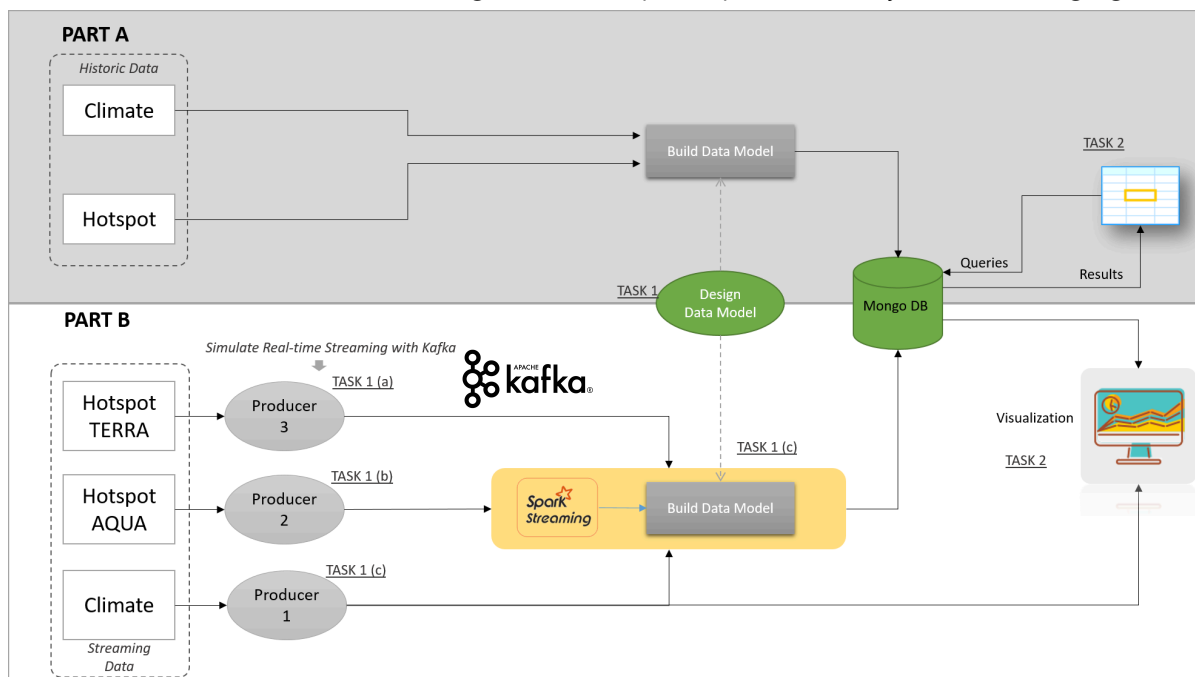 PART A
Historic Data
Climate
Hotspot
Build Data Model
TASK 2
Queries
Results
Mongo DB
TASK 1
Design
Data Model
PART B
Simulate Real-time Streaming with Kafka
Hotspot
TERRA
Producer
3
TASK 1 (a)
APACHE
kafka®
Hotspot
AQUA
Producer
2
TASK 1 (b)
Spark
Streaming
Build Data Model
TASK 1 (c)
Visualization
TASK 2
Climate
Producer
1
TASK 1 (c)
Streaming
Data